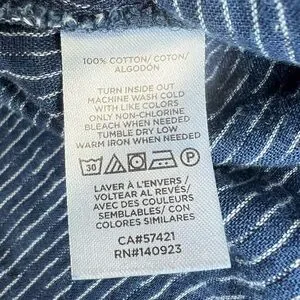 100% COTTON/ COTON/
ALGODÓN
TURN INSIDE OUT
MACHINE WASH COLD
WITH LIKE COLORS
ONLY NON-CHLORINE
BLEACH WHEN NEEDED
TUMBLE DRY LOW
WARM IRON WHEN NEEDED
30 P
LAVER À L'ENVERS /
VOLTEAR AL REVÉS/
AVEC DES COULEURS
SEMBLABLES/ CON
COLORES SIMILARES
CA#57421
RN#140923